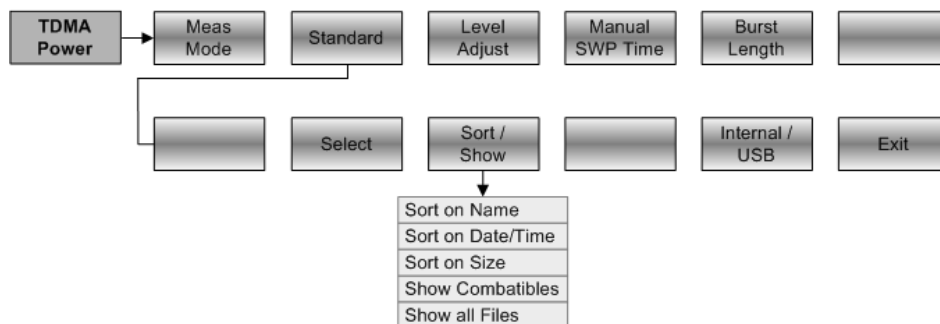 TDMA
Power
Meas
Mode
Standard
Level
Adjust
Manual
SWP Time
Burst
Length
Select
Sort /
Show
Internal /
USB
Exit
Sort on Name
Sort on Date/Time
Sort on Size
Show Combatibles
Show all Files